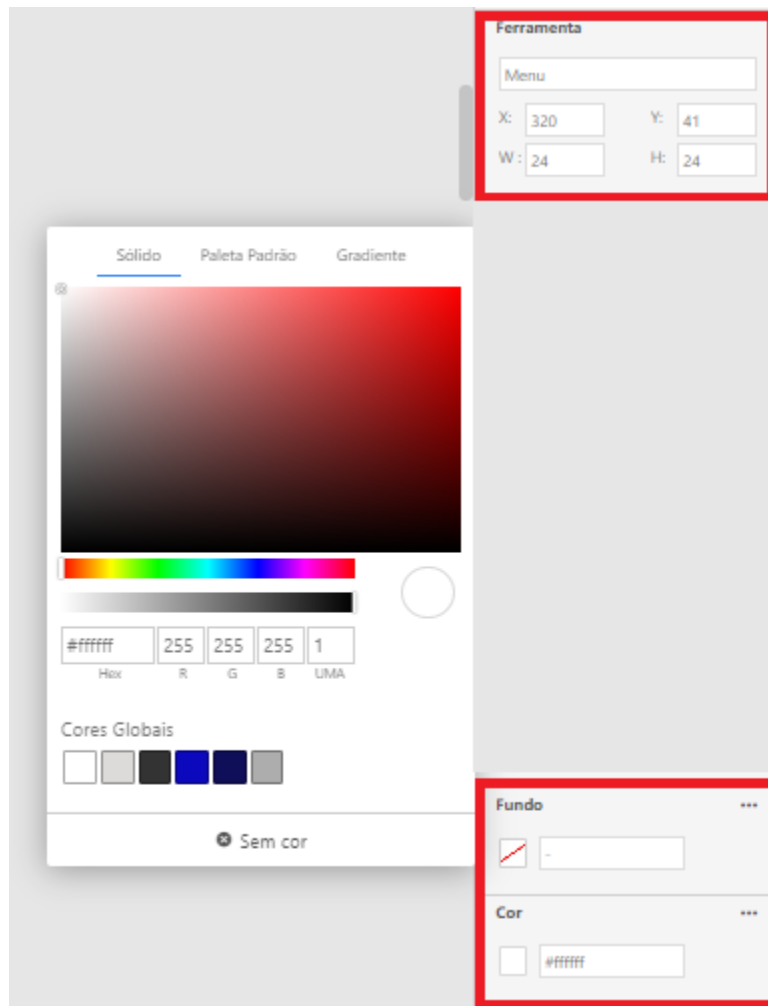 Ferramenta
Menu
X: 320 Y: 41
W: 24 H: 24
Sólido Paleta Padrão Gradiente
#ffffff 255 255 255 1
Hex R G B UMA
Cores Globais
Sem cor
Fundo ...
-
Cor ...
#ffffff